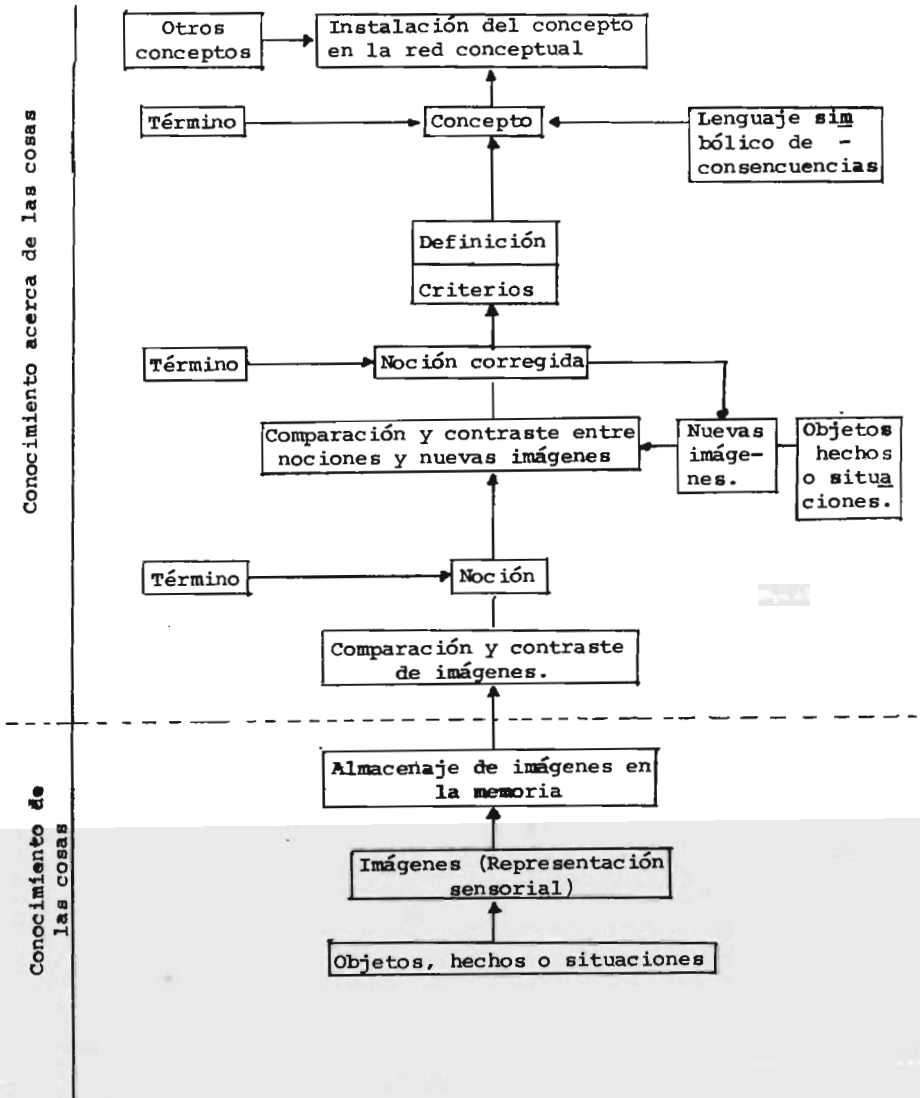 Otros
conceptos
Instalación del concepto
en la red conceptual
Término
Concepto
Lenguaje sim
bólico de -
consencuencias
Definición
Criterios
Término
Noción corregida
Comparación y contraste entre
nociones y nuevas imágenes
Nuevas
imáge-
nes.
Objetos
hechos
o situa
ciones.
Término
Noción
Comparación y contraste
de imágenes.
Conocimiento acerca de las cosas
Almacenaje de imágenes en
la memoria
Imágenes (Representación
sensorial)
Objetos, hechos o situaciones
Conocimiento de
las cosas